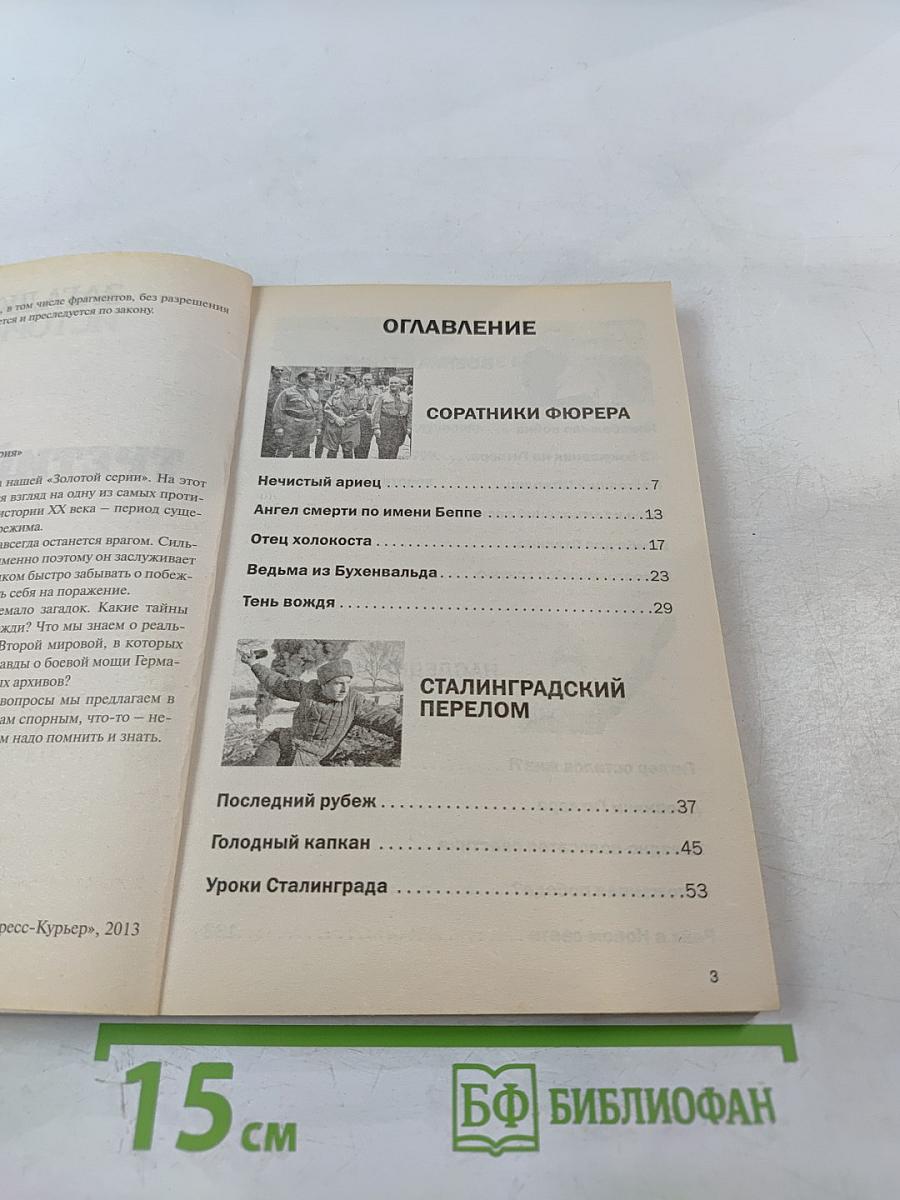 , в том числе фрагментов, без разрешения
ется и преследуется по закону.
рия»
а нашей «Золотой серии». На этот
я взгляд на одну из самых проти-
истории XX века — период суще-
режима.
авсегда останется врагом. Силь-
именно поэтому он заслуживает
ком быстро забывать о побеж-
ь себя на поражение.
емало загадок. Какие тайны
жди? Что мы знаем о реаль-
Второй мировой, в которых
авды о боевой мощи Герма-
ых архивов?
вопросы мы предлагаем в
ам спорным, что-то — не-
м надо помнить и знать.
ресс-Курьер», 2013
ОГЛАВЛЕНИЕ
СОРАТНИКИ ФЮРЕРА
Нечистый ариец ........................................7
Ангел смерти по имени Беппе ........................13
Отец холокоста ........................................17
Ведьма из Бухенвальда ..............................23
Тень вождя ..............................................29
СТАЛИНГРАДСКИЙ
ПЕРЕЛОМ
Последний рубеж ......................................37
Голодный капкан ......................................45
Уроки Сталинграда ....................................53
3
15 см
БФ БИБЛИОФАН